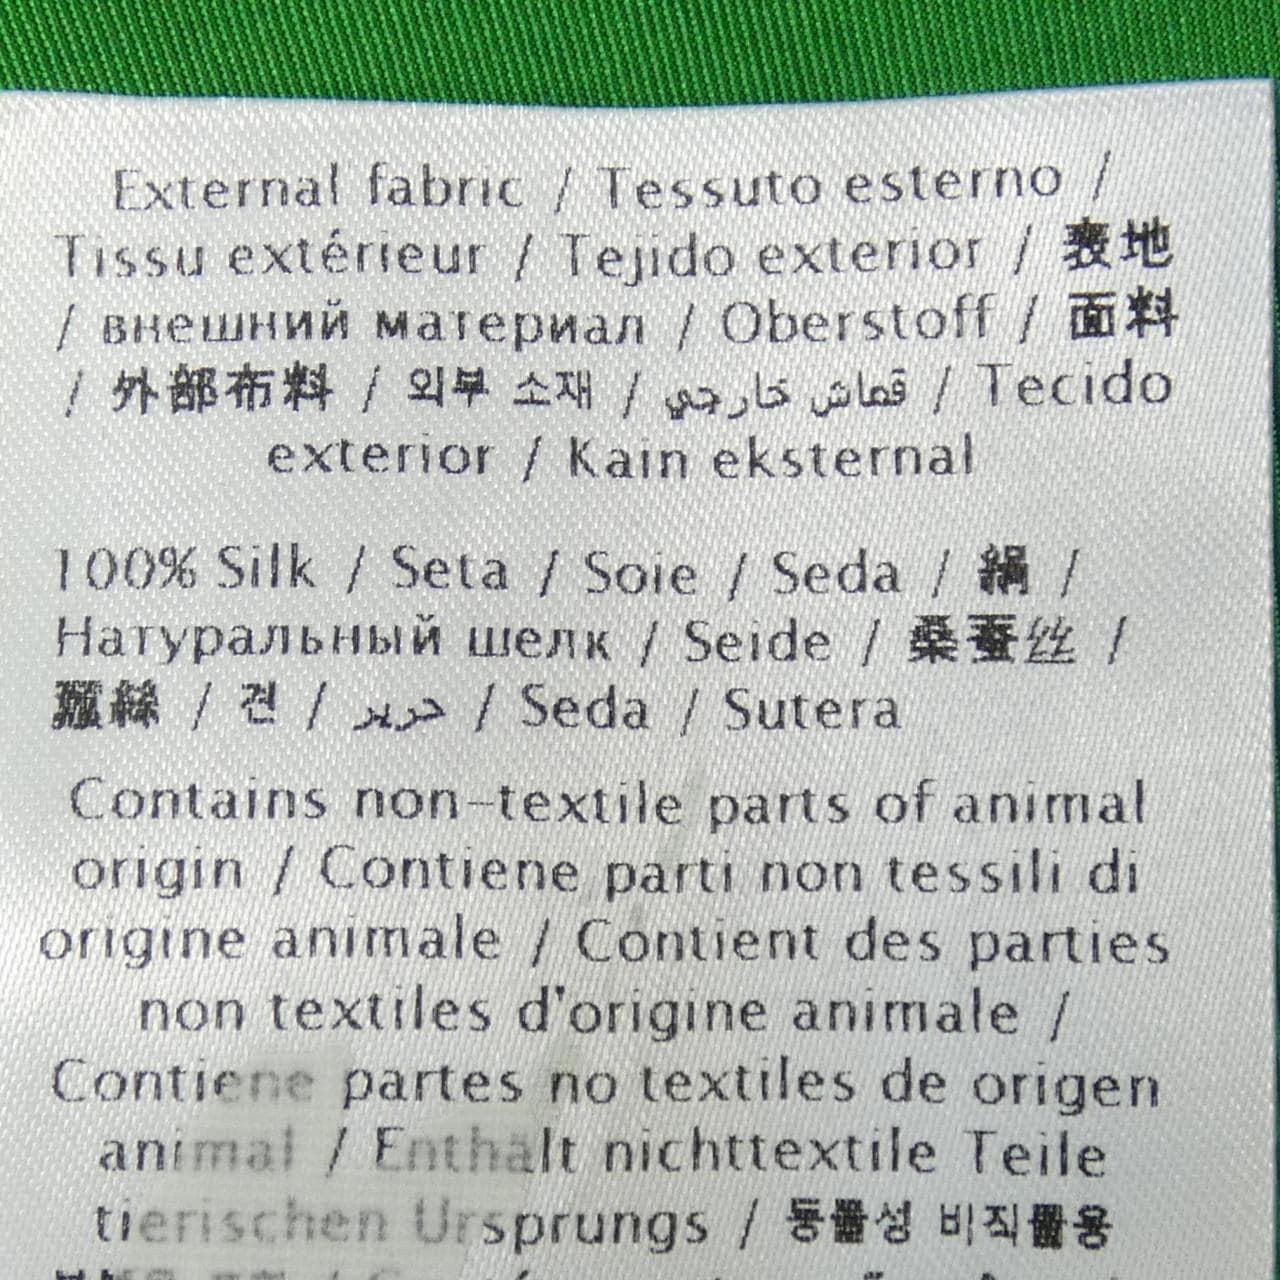 External fabric / Tessuto esterno /
Tissu extérieur / Tejido exterior / 表地
/ внешний материал / Oberstoff / 面料
/ 外部布料 / 외부 소재 / قماش خارجي / Tecido
exterior / Kain eksternal
100% Silk / Seta / Soie / Seda / 絹 /
Натуральный шелк / Seide / 桑蚕丝 /
蠶絲 / 견 / حرير / Seda / Sutera
Contains non-textile parts of animal
origin / Contiene parti non tessili di
origine animale / Contient des parties
non textiles d'origine animale /
Contiene partes no textiles de origen
animal / Enthält nichttextile Teile
tierischen Ursprungs / 동물성 비직물용